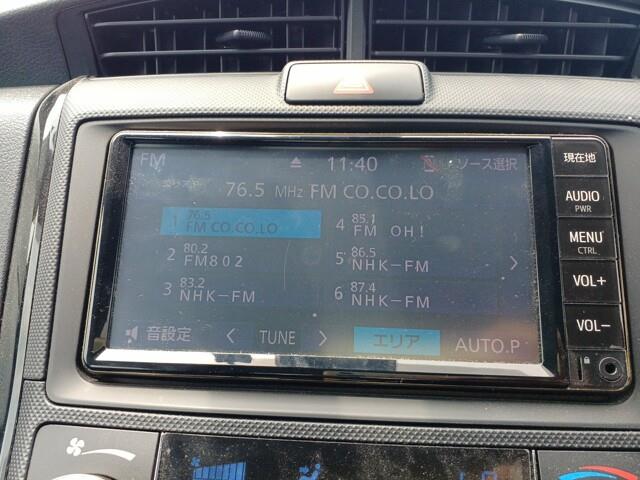 FM 11:40 ソース選択
76.5 MHz FM CO.CO.LO
1 76.5 FM CO.CO.LO
2 80.2 FM802
3 83.2 NHK-FM
4 85.1 FM OH!
5 86.5 NHK-FM
6 87.4 NHK-FM
音設定 < TUNE > エリア AUTO.P
現在地
AUDIO
PWR
MENU
CTRL
VOL+
VOL-